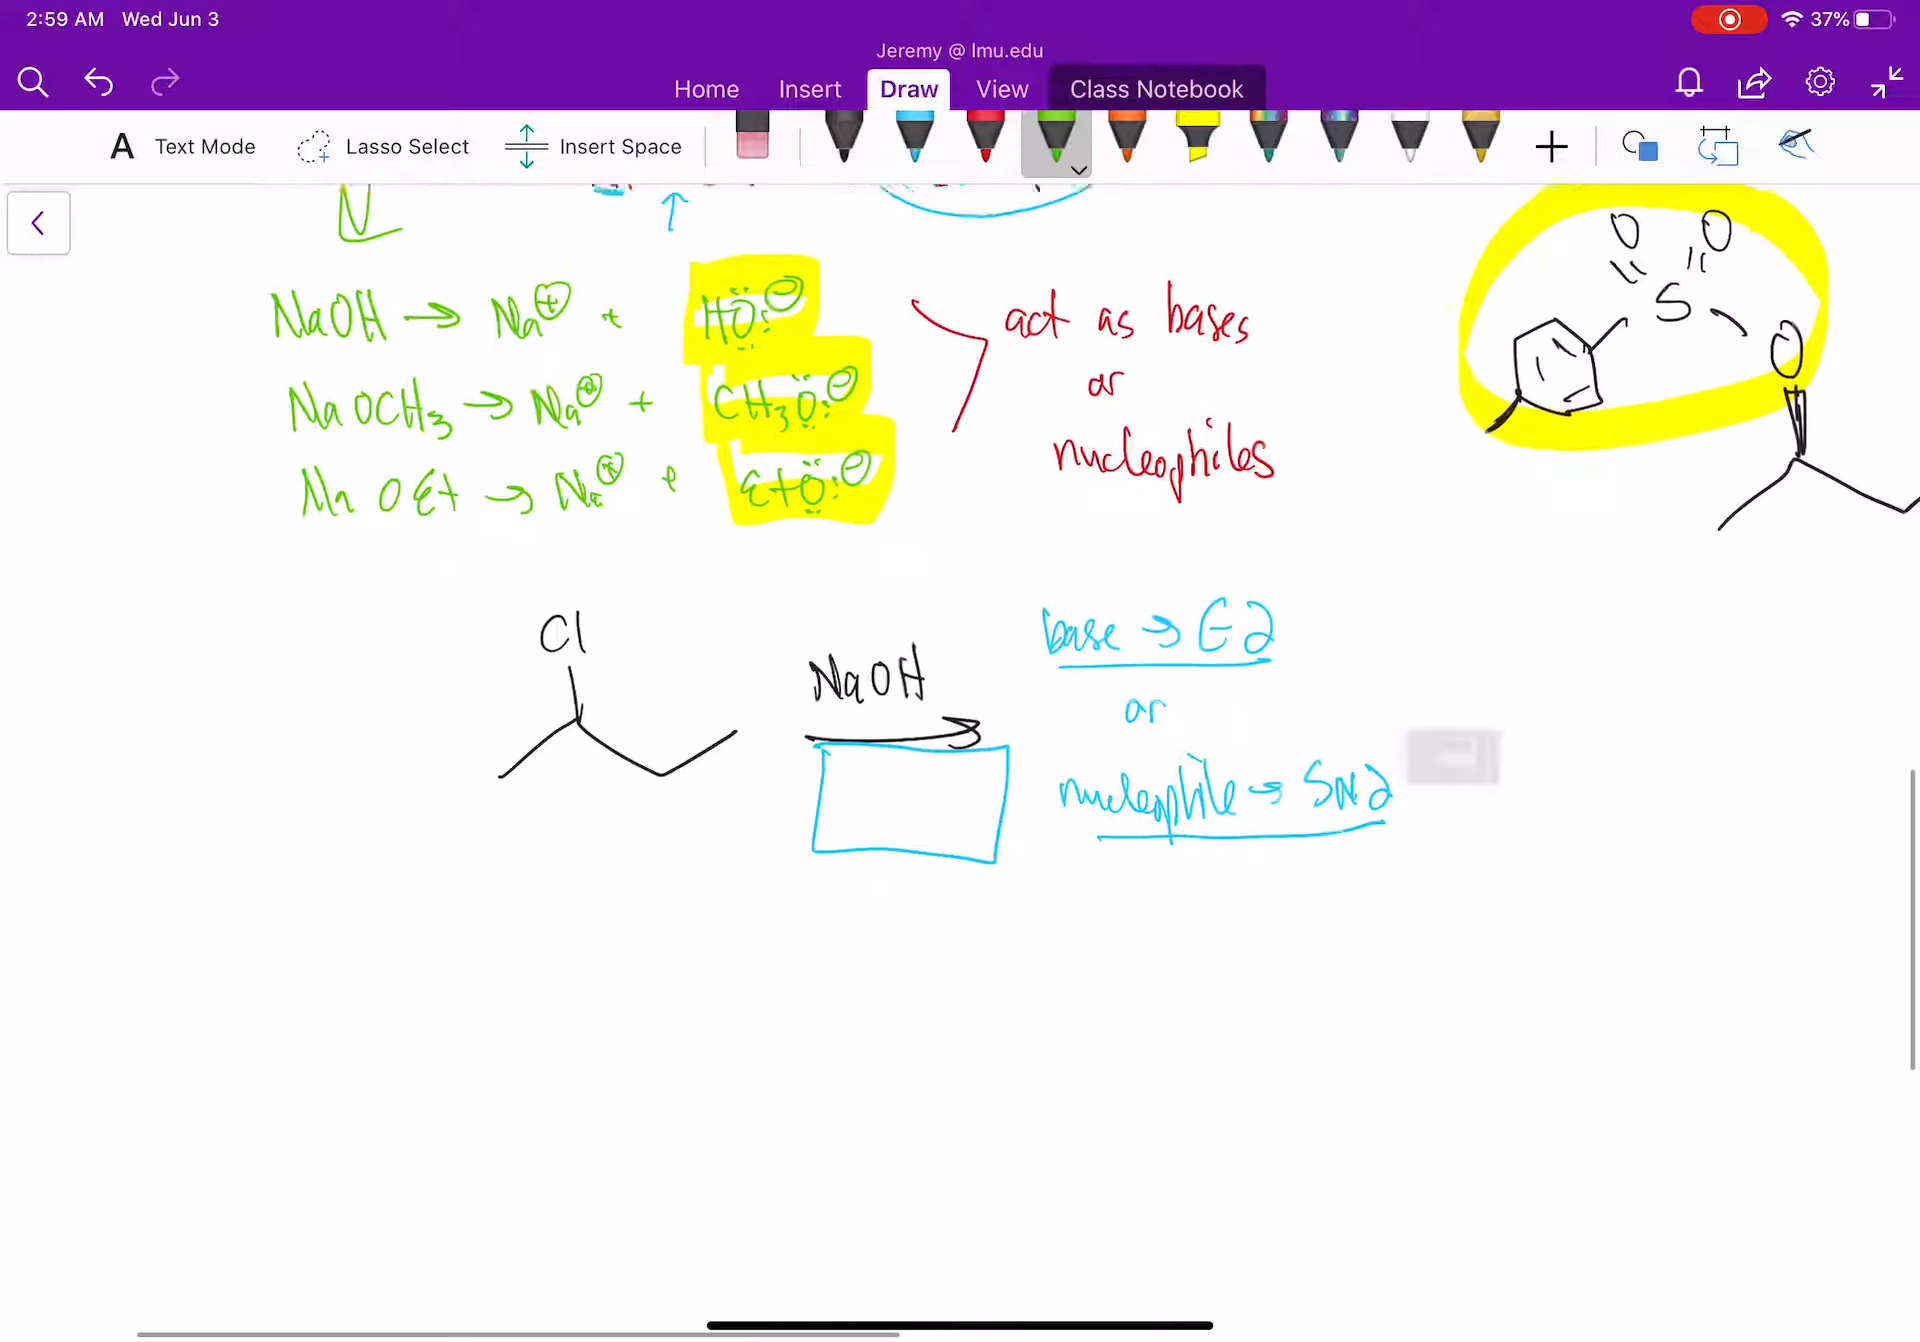 2:59 AM Wed Jun 3
37%
Jeremy @ lmu.edu
Home Insert Draw View Class Notebook
A Text Mode Lasso Select Insert Space
NaOH → Na⊕ + HÖ:⊖
NaOCH₃ → Na⊕ + CH₃Ö:⊖
Na OEt → Na⊕ + EtÖ:⊖
act as bases
or
nucleophiles
O O
S
O
Cl
NaOH
base → E2
or
nucleophile → SN2